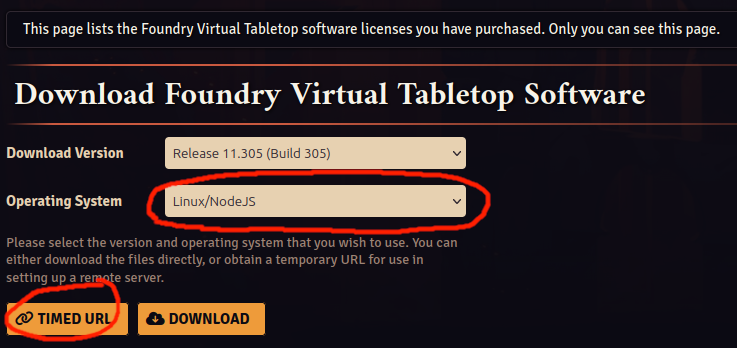 This page lists the Foundry Virtual Tabletop software licenses you have purchased. Only you can see this page.
Download Foundry Virtual Tabletop Software
Download Version Release 11.305 (Build 305)
Operating System Linux/NodeJS
Please select the version and operating system that you wish to use. You can
either download the files directly, or obtain a temporary URL for use in
setting up a remote server.
TIMED URL DOWNLOAD